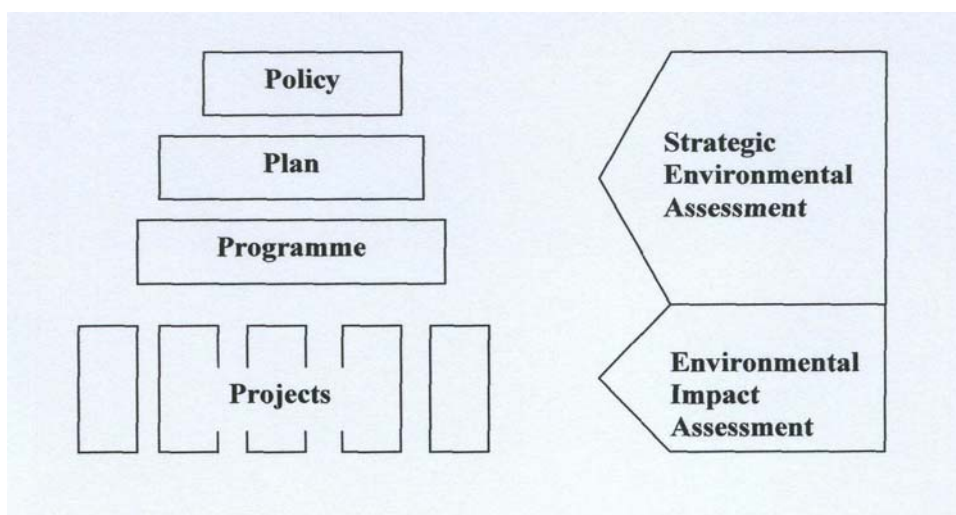 Policy
Plan
Programme
Projects
Strategic
Environmental
Assessment
Environmental
Impact
Assessment